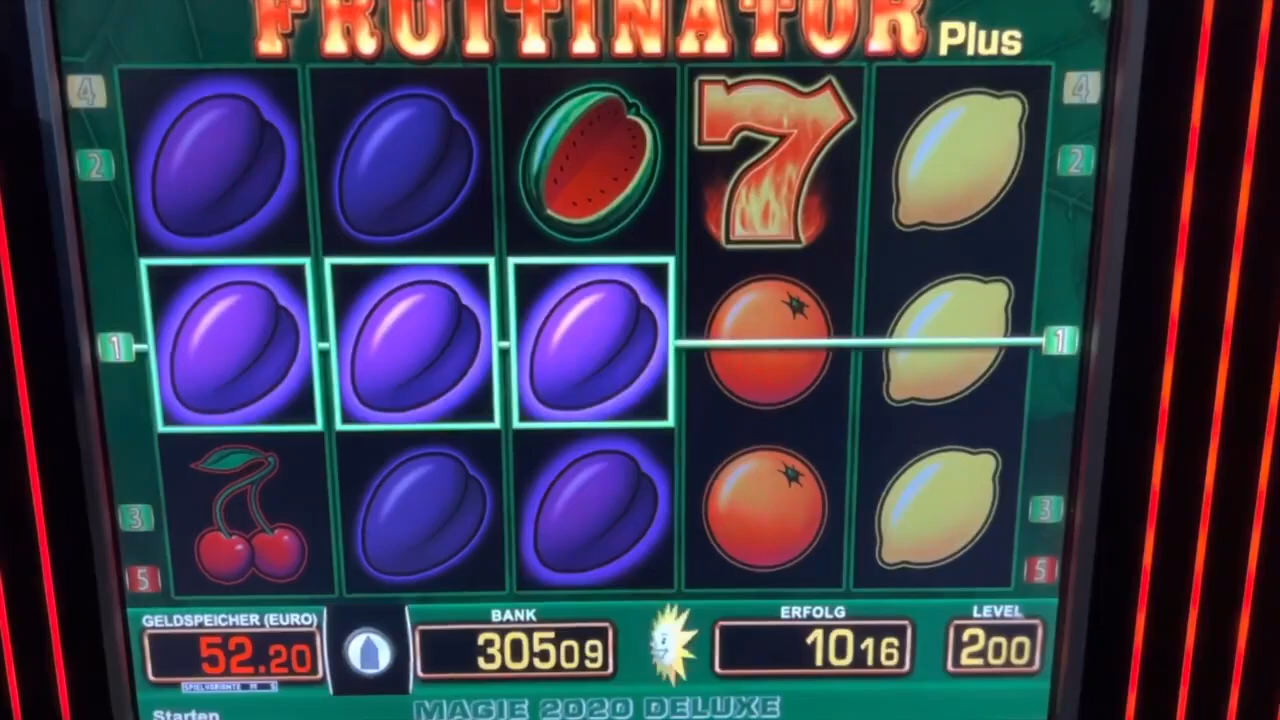 FRUITINATOR Plus
4 4
2 2
1 1
3 3
5 5
GELDSPEICHER (EURO) BANK ERFOLG LEVEL
52.20 30509 1016 200
SPIELVARIANTE
Starten MAGIE 2020 DELUXE